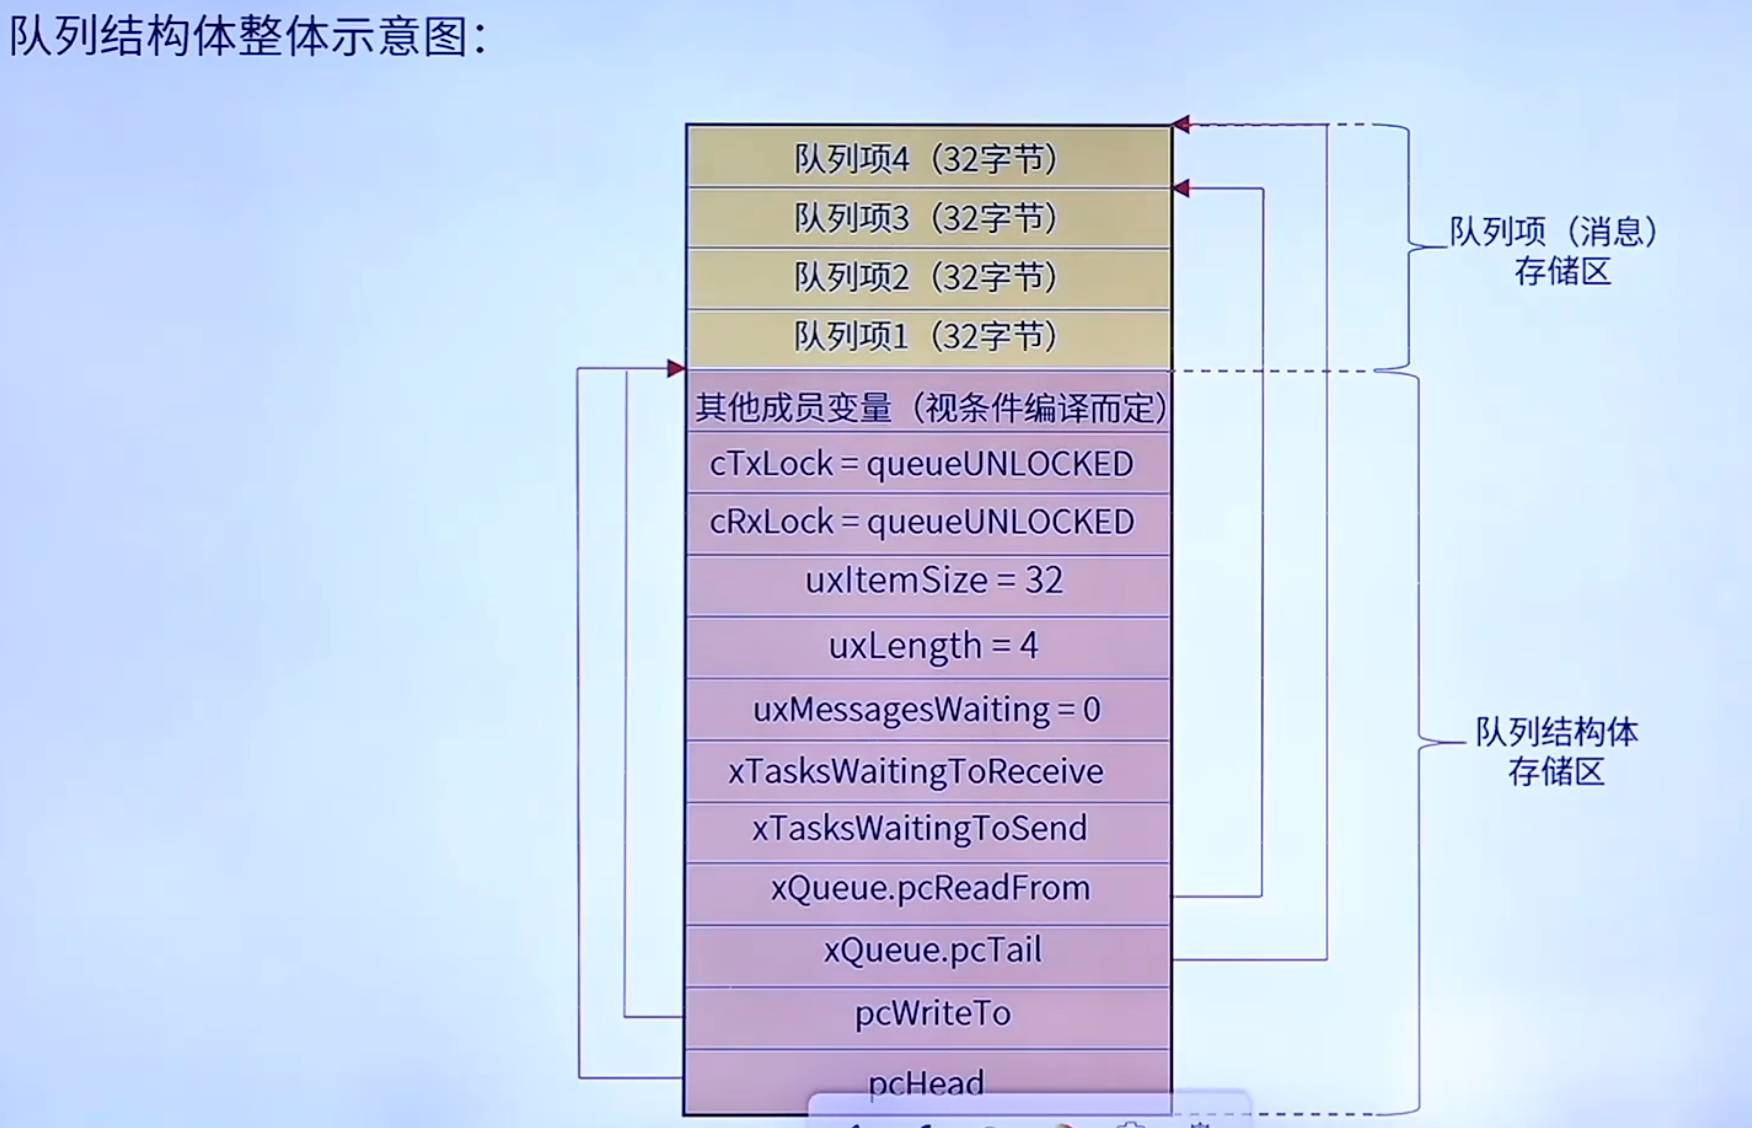 队列结构体整体示意图：
队列项4（32字节）
队列项3（32字节）
队列项2（32字节）
队列项1（32字节）
队列项（消息）
存储区
其他成员变量（视条件编译而定）
cTxLock = queueUNLOCKED
cRxLock = queueUNLOCKED
uxItemSize = 32
uxLength = 4
uxMessagesWaiting = 0
xTasksWaitingToReceive
xTasksWaitingToSend
xQueue.pcReadFrom
xQueue.pcTail
pcWriteTo
pcHead
队列结构体
存储区